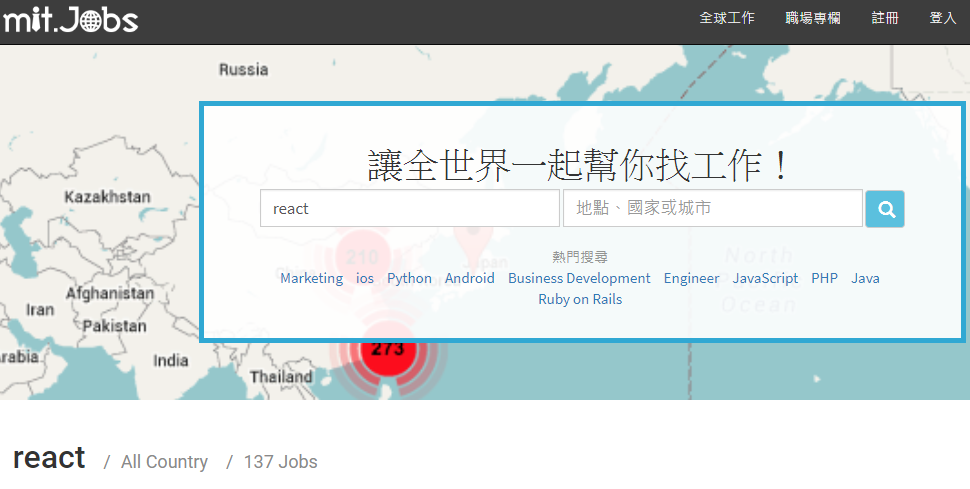 mit.Jobs
全球工作 職場專欄 註冊 登入
Russia
讓全世界一起幫你找工作！
Kazakhstan
react
地點、國家或城市
210
Japan
熱門搜尋
North
Marketing ios Python Android Business Development Engineer JavaScript PHP Java
Afghanistan
Ruby on Rails
Ocean
Iran
Pakistan
273
India
Thailand
react / All Country / 137 Jobs